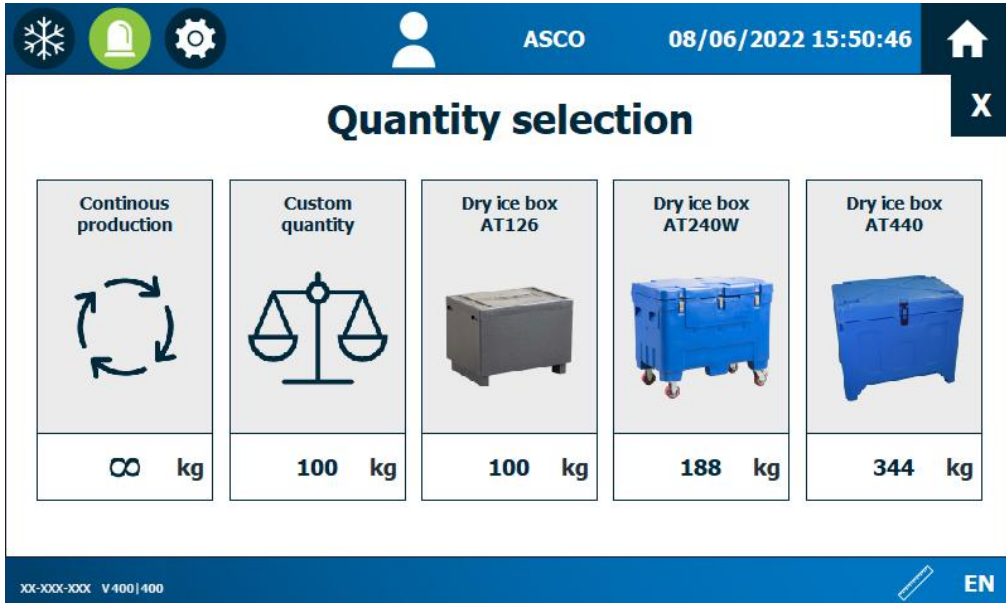 ASCO 08/06/2022 15:50:46
X
Quantity selection
Continous
production
Custom
quantity
Dry ice box
AT126
Dry ice box
AT240W
Dry ice box
AT440
∞ kg
100 kg
100 kg
188 kg
344 kg
XX-XXX-XXX V400|400
EN